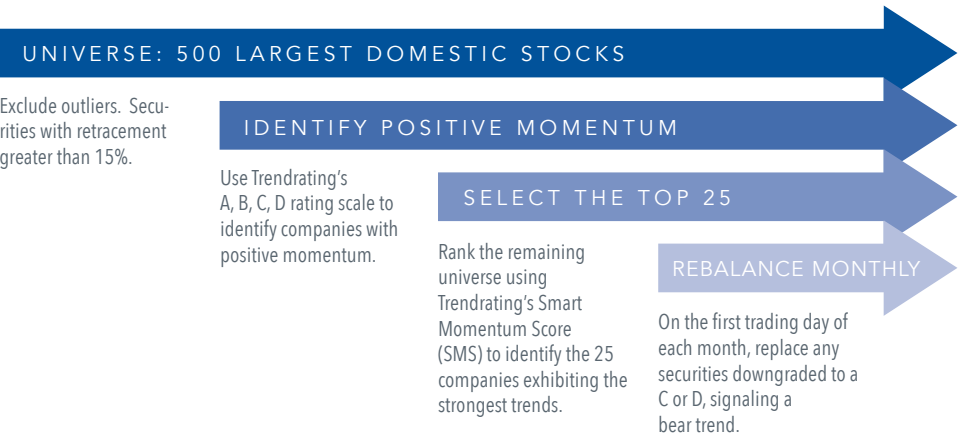 UNIVERSE: 500 LARGEST DOMESTIC STOCKS
Exclude outliers. Secu-
rities with retracement
greater than 15%.
IDENTIFY POSITIVE MOMENTUM
Use Trendrating's
A, B, C, D rating scale to
identify companies with
positive momentum.
SELECT THE TOP 25
Rank the remaining
universe using
Trendrating's Smart
Momentum Score
(SMS) to identify the 25
companies exhibiting the
strongest trends.
REBALANCE MONTHLY
On the first trading day of
each month, replace any
securities downgraded to a
C or D, signaling a
bear trend.